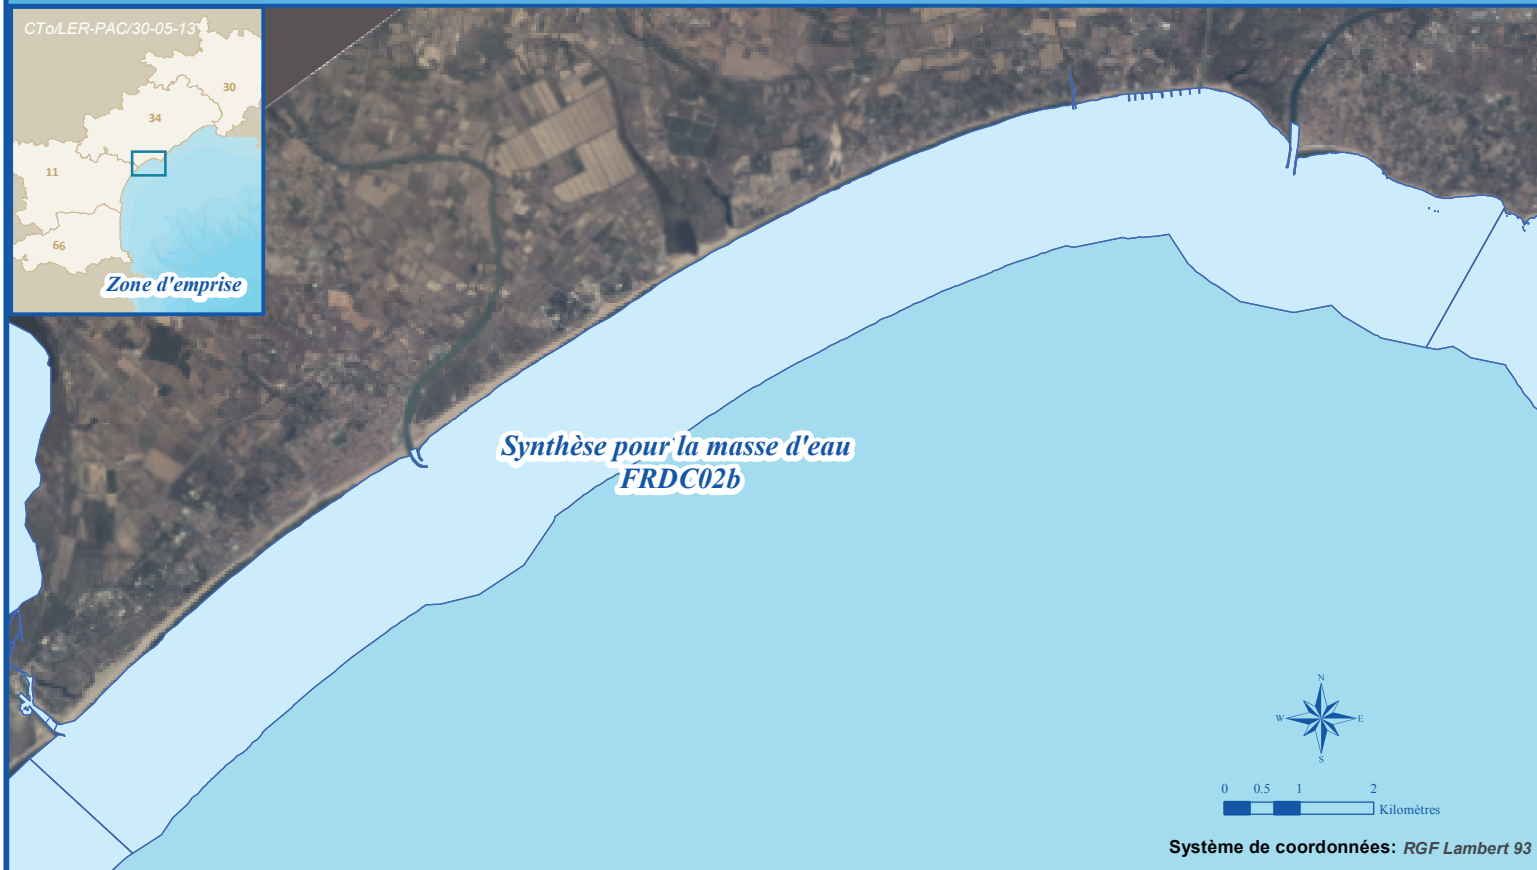 CTo/LER-PAC/30-05-13
30
34
11
66
Zone d'emprise
Synthèse pour la masse d'eau
FRDC02b
N
W
E
S
0 0.5 1 2
Kilomètres
Système de coordonnées: RGF Lambert 93